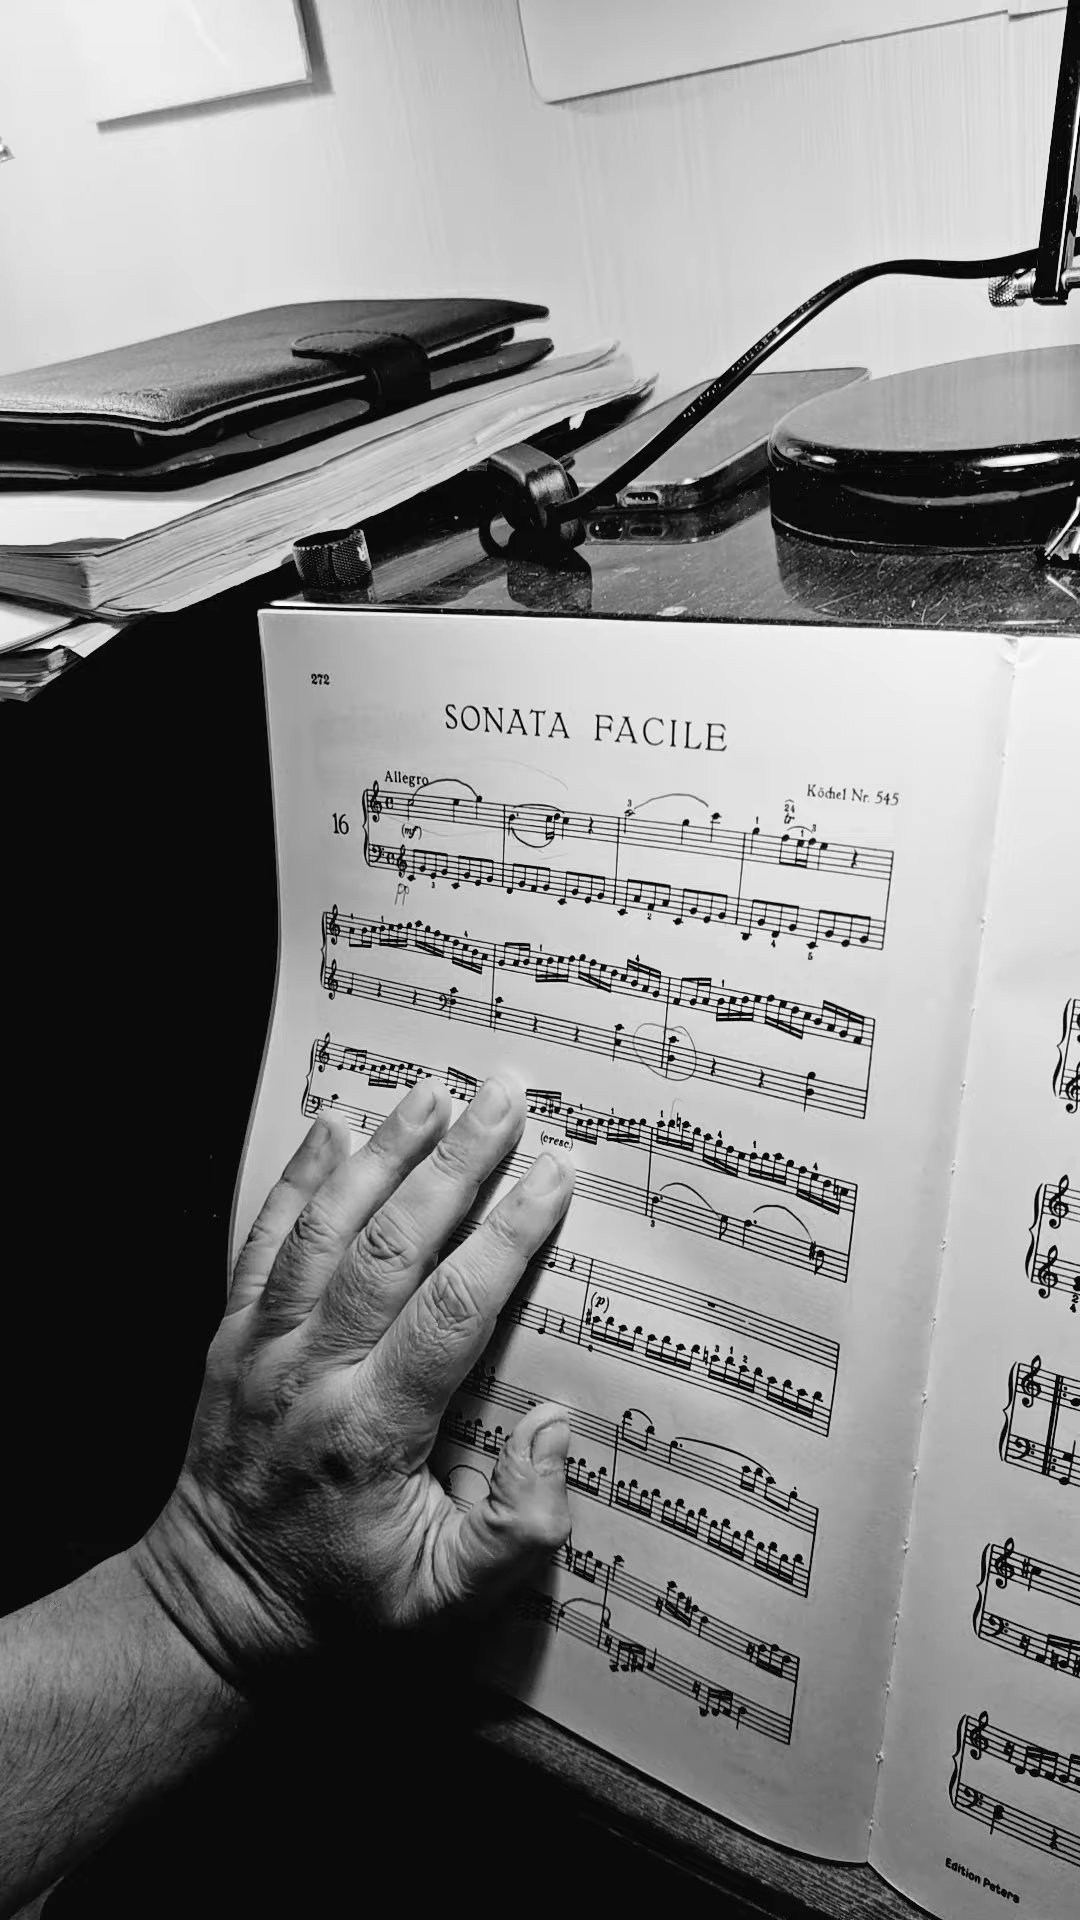 272
SONATA FACILE
Allegro
Köchel Nr. 545
16
(mf)
pp
(cresc.)
(p)
Edition Peters